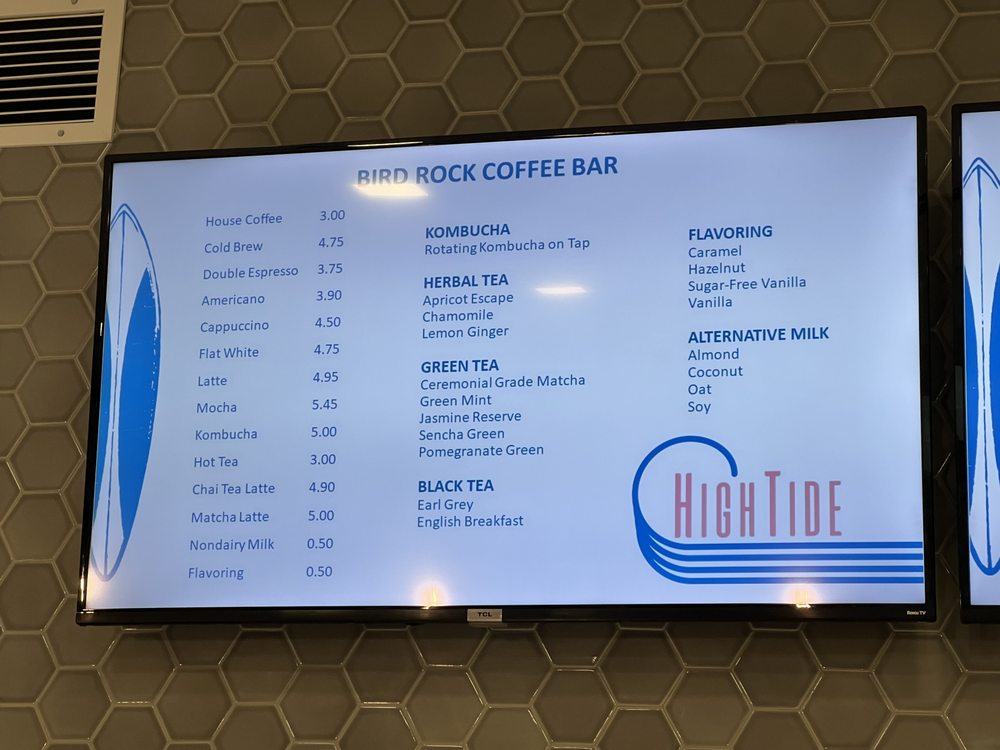 BIRD ROCK COFFEE BAR
House Coffee 3.00
Cold Brew 4.75
Double Espresso 3.75
Americano 3.90
Cappuccino 4.50
Flat White 4.75
Latte 4.95
Mocha 5.45
Kombucha 5.00
Hot Tea 3.00
Chai Tea Latte 4.90
Matcha Latte 5.00
Nondairy Milk 0.50
Flavoring 0.50
KOMBUCHA
Rotating Kombucha on Tap
HERBAL TEA
Apricot Escape
Chamomile
Lemon Ginger
GREEN TEA
Ceremonial Grade Matcha
Green Mint
Jasmine Reserve
Sencha Green
Pomegranate Green
BLACK TEA
Earl Grey
English Breakfast
FLAVORING
Caramel
Hazelnut
Sugar-Free Vanilla
Vanilla
ALTERNATIVE MILK
Almond
Coconut
Oat
Soy
HIGH TIDE
TCL
Roku TV